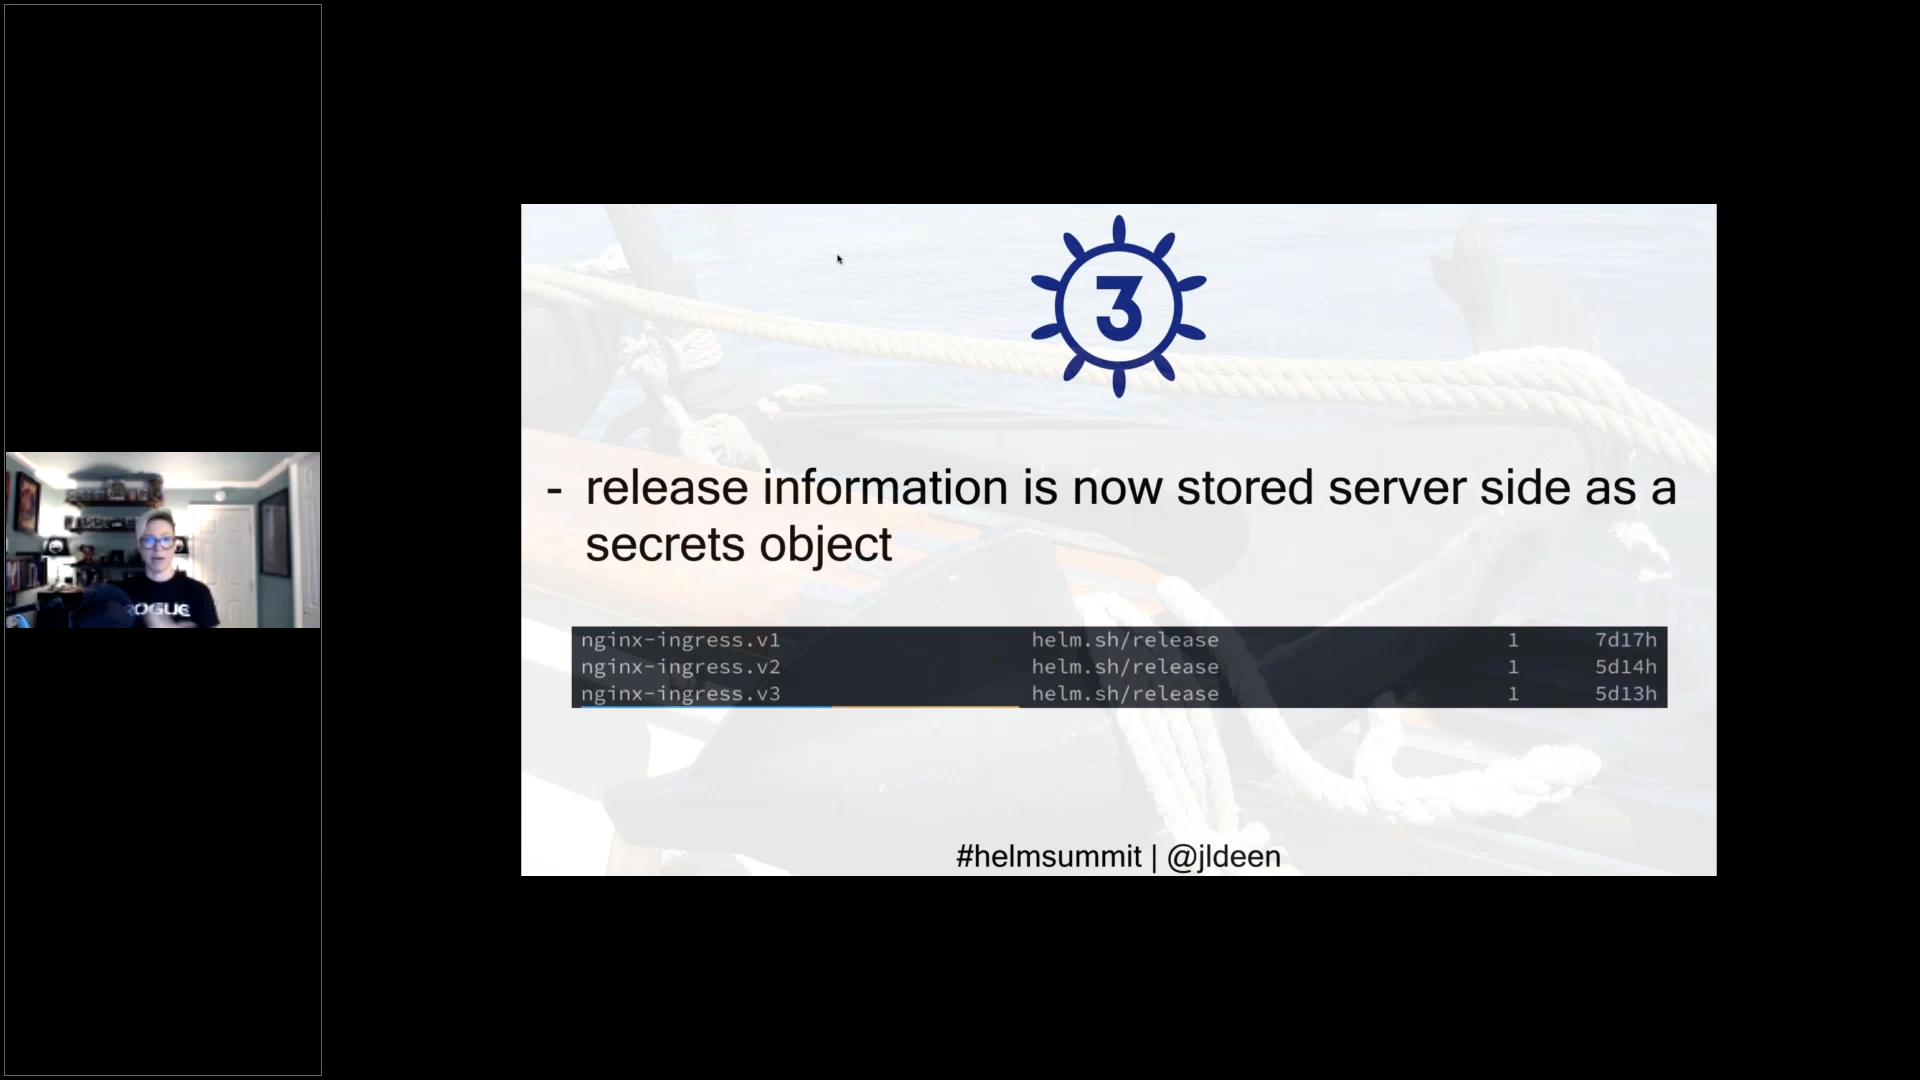 3
- release information is now stored server side as a
secrets object
nginx-ingress.v1 helm.sh/release 1 7d17h
nginx-ingress.v2 helm.sh/release 1 5d14h
nginx-ingress.v3 helm.sh/release 1 5d13h
#helmsummit | @jldeen
ROGUE